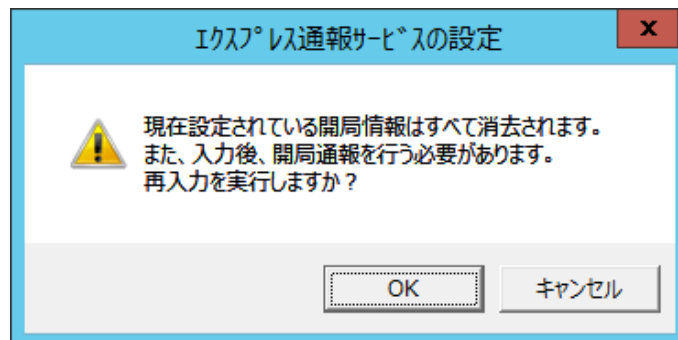 ｴｸｽﾌﾟﾚｽ通報ｻｰﾋﾞｽの設定
x
現在設定されている開局情報はすべて消去されます。
また、入力後、開局通報を行う必要があります。
再入力を実行しますか？
OK
キャンセル